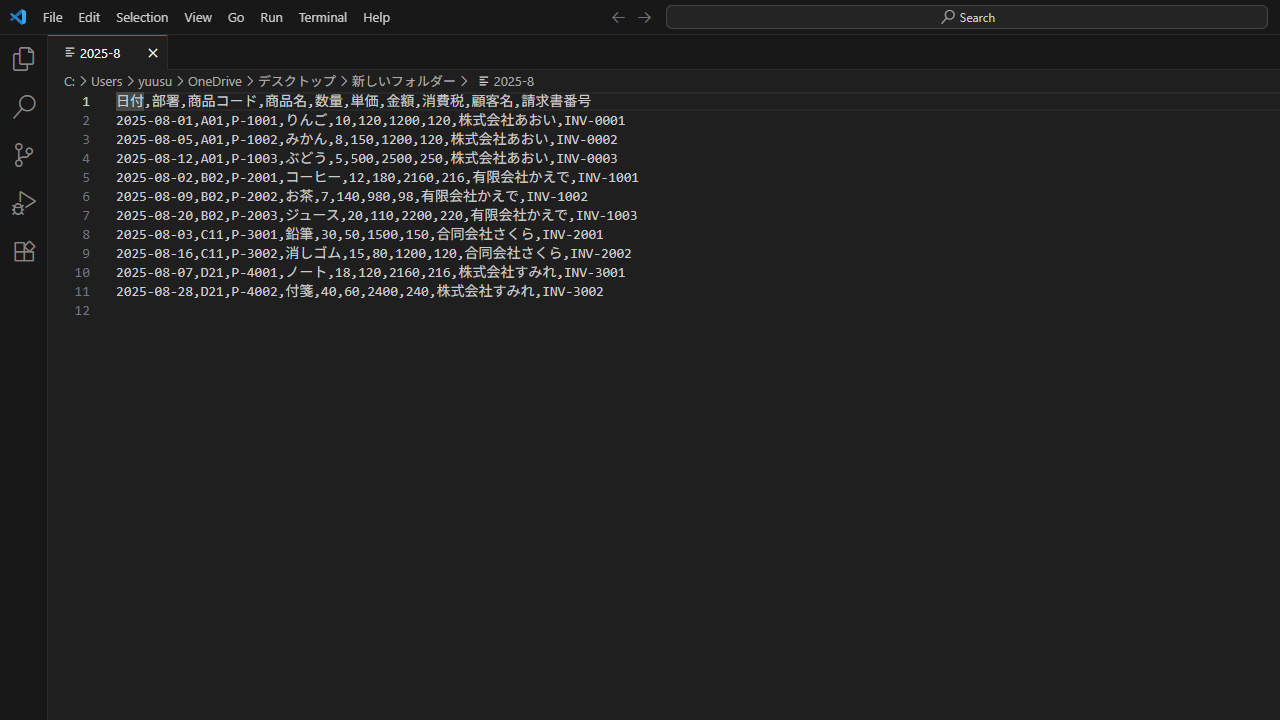 File Edit Selection View Go Run Terminal Help Search
2025-8
C: Users yuusu OneDrive デスクトップ 新しいフォルダー 2025-8
1 日付,部署,商品コード,商品名,数量,単価,金額,消費税,顧客名,請求書番号
2 2025-08-01,A01,P-1001,りんご,10,120,1200,120,株式会社あおい,INV-0001
3 2025-08-05,A01,P-1002,みかん,8,150,1200,120,株式会社あおい,INV-0002
4 2025-08-12,A01,P-1003,ぶどう,5,500,2500,250,株式会社あおい,INV-0003
5 2025-08-02,B02,P-2001,コーヒー,12,180,2160,216,有限会社かえで,INV-1001
6 2025-08-09,B02,P-2002,お茶,7,140,980,98,有限会社かえで,INV-1002
7 2025-08-20,B02,P-2003,ジュース,20,110,2200,220,有限会社かえで,INV-1003
8 2025-08-03,C11,P-3001,鉛筆,30,50,1500,150,合同会社さくら,INV-2001
9 2025-08-16,C11,P-3002,消しゴム,15,80,1200,120,合同会社さくら,INV-2002
10 2025-08-07,D21,P-4001,ノート,18,120,2160,216,株式会社すみれ,INV-3001
11 2025-08-28,D21,P-4002,付箋,40,60,2400,240,株式会社すみれ,INV-3002
12